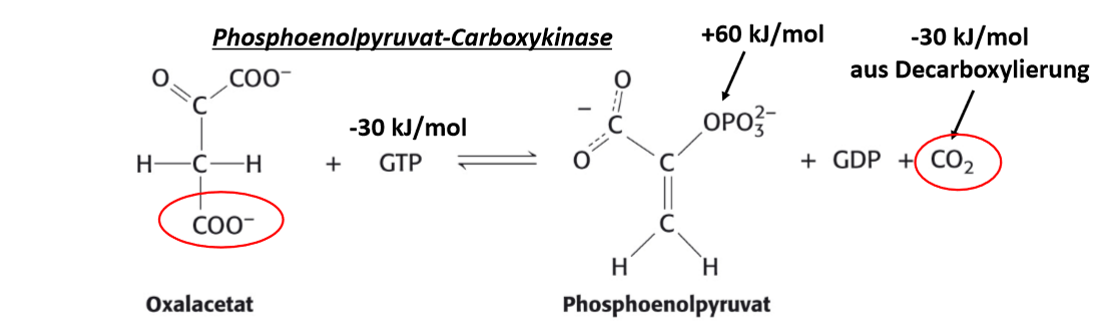 Phosphoenolpyruvat-Carboxykinase
+60 kJ/mol
-30 kJ/mol
aus Decarboxylierung
O
COO⁻
C
-30 kJ/mol
H—C—H
+ GTP
COO⁻
Oxalacetat
O
−
C
O
OPO₃²⁻
C
C
H
H
+ GDP + CO₂
Phosphoenolpyruvat